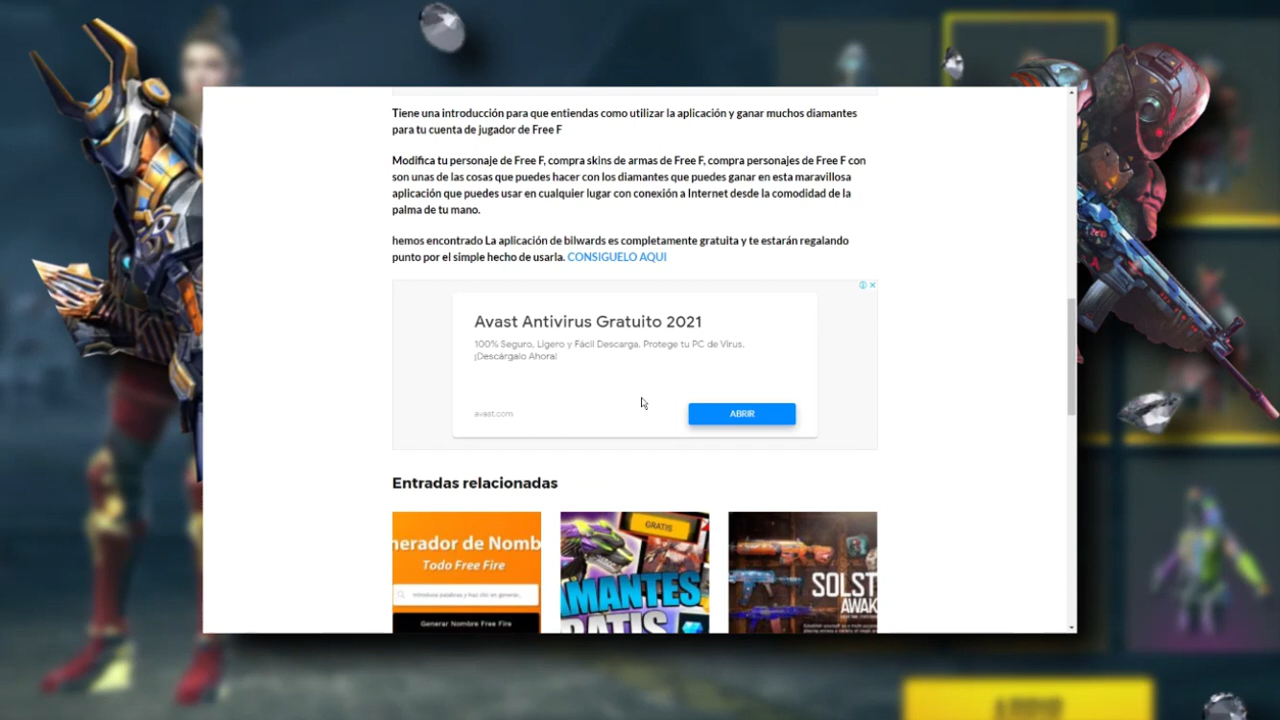 Tiene una introducción para que entiendas como utilizar la aplicación y ganar muchos diamantes
para tu cuenta de jugador de Free F
Modifica tu personaje de Free F, compra skins de armas de Free F, compra personajes de Free F con
son unas de las cosas que puedes hacer con los diamantes que puedes ganar en esta maravillosa
aplicación que puedes usar en cualquier lugar con conexión a Internet desde la comodidad de la
palma de tu mano.
hemos encontrado La aplicación de bilwards es completamente gratuita y te estarán regalando
punto por el simple hecho de usarla. CONSIGUELO AQUI
Avast Antivirus Gratuito 2021
100% Seguro, Ligero y Fácil Descarga. Protege tu PC de Virus.
¡Descárgalo Ahora!
avast.com
ABRIR
Entradas relacionadas
nerador de Nomb
Todo Free Fire
Introduce palabras y haz clic en generar...
Generar Nombre Free Fire
GRATIS
AMANTES
RATIS
SOLST
AWAK